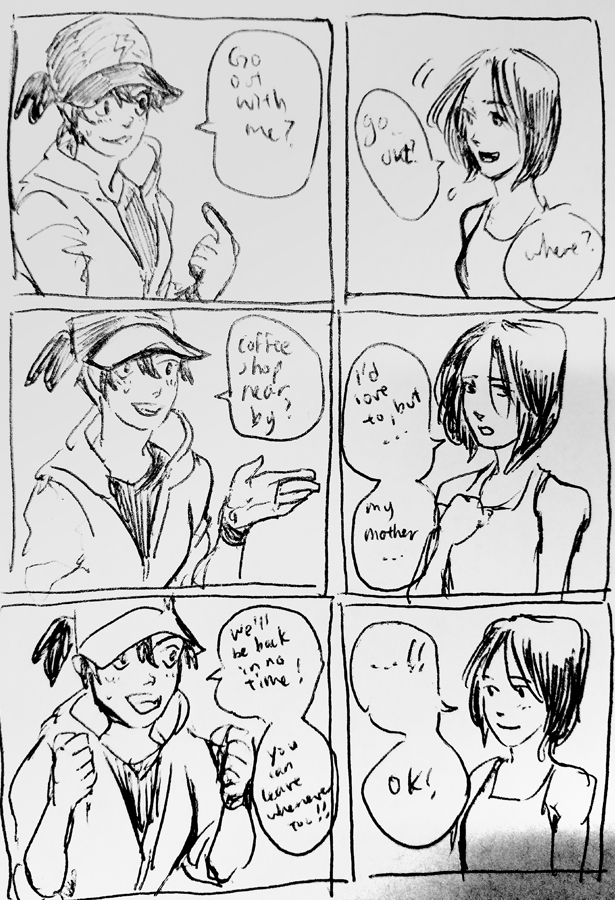 Go
out
with
me?
go..
out?
where?
coffee
shop
near
by?
i'd
love
to, but
...
my
mother
...
we'll
be back
in no
time!
you
can
leave
whenever
too!!
...!!
OK!